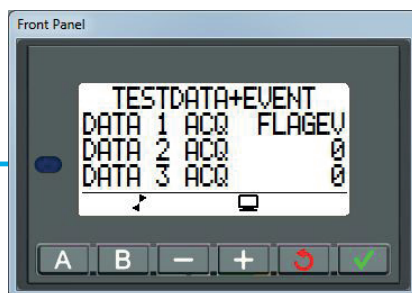 Front Panel
TESTDATA+EVENT
DATA 1 ACQ FLAGEV
DATA 2 ACQ 0
DATA 3 ACQ 0
A B − +